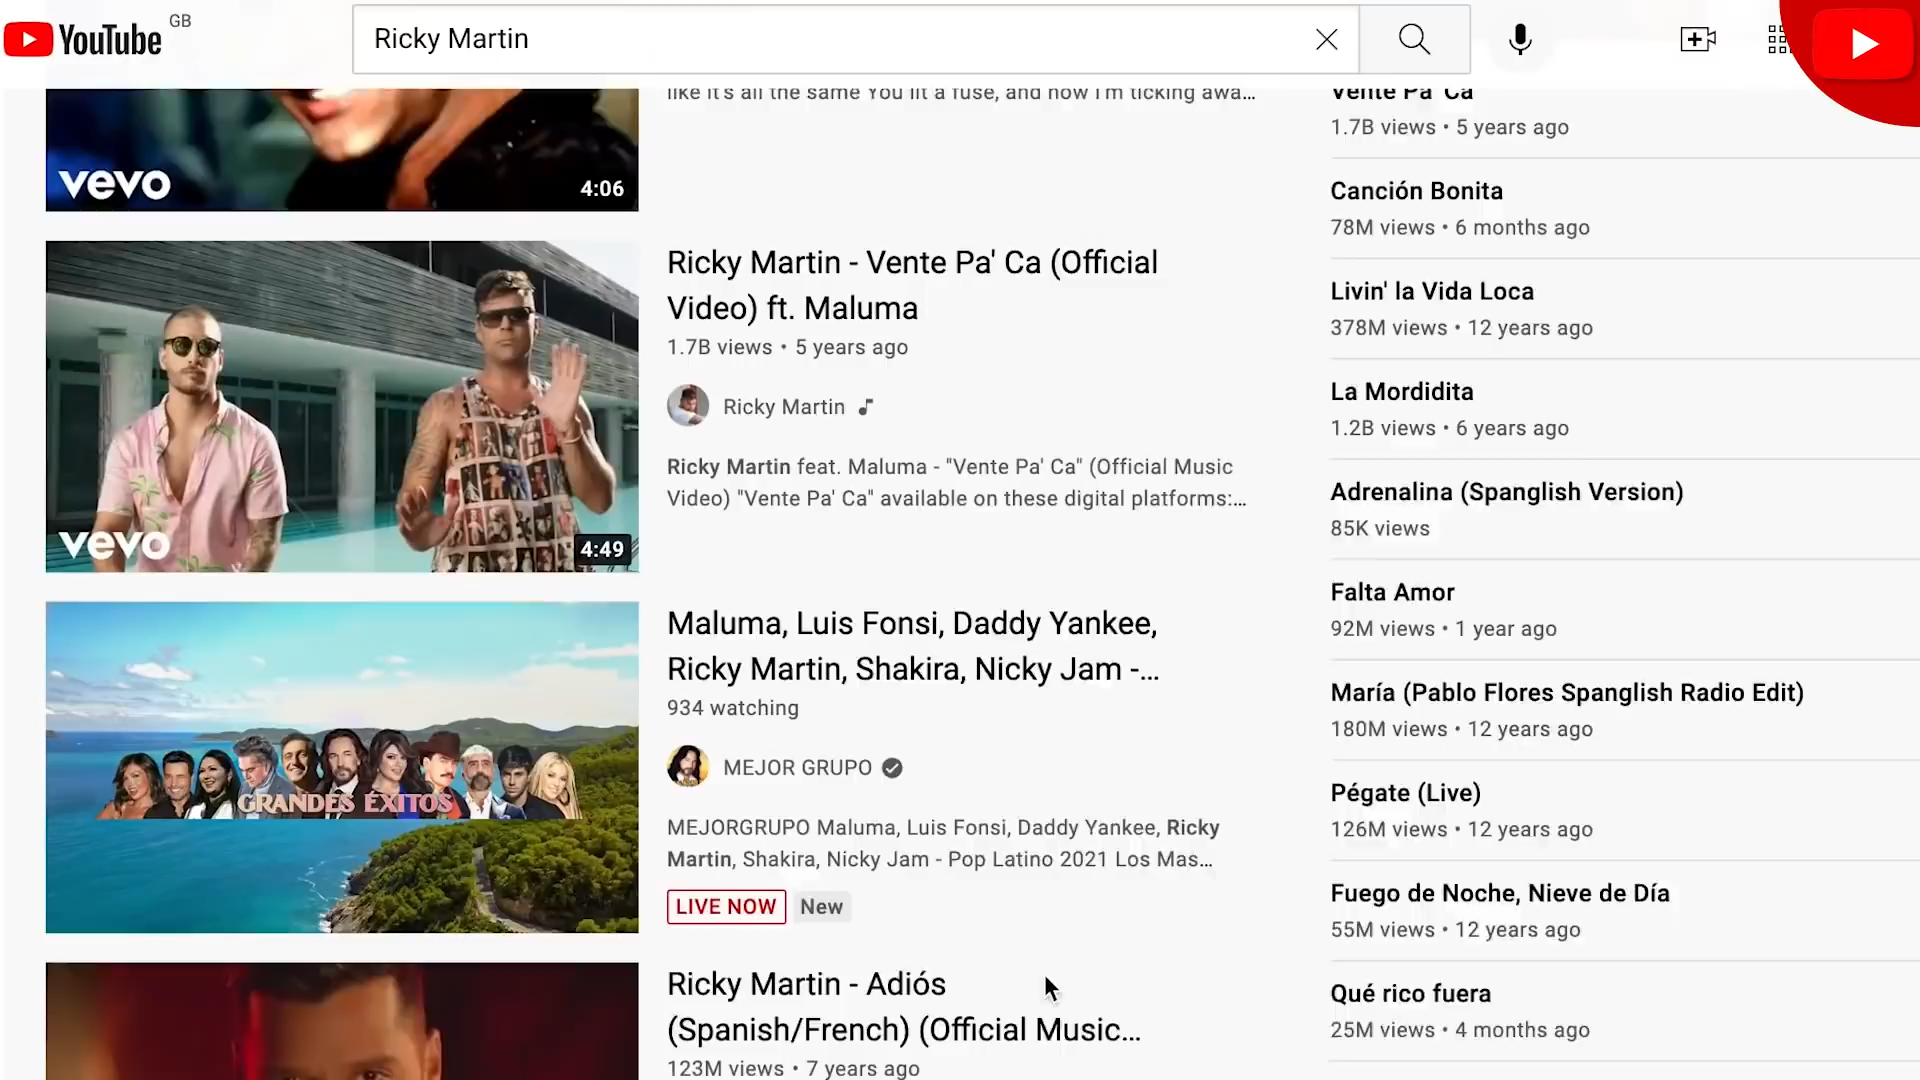 YouTube GB
Ricky Martin
like it's all the same You lit a fuse, and now I'm ticking awa...
vevo
4:06
Ricky Martin - Vente Pa' Ca (Official
Video) ft. Maluma
1.7B views • 5 years ago
Ricky Martin
Ricky Martin feat. Maluma - "Vente Pa' Ca" (Official Music
Video) "Vente Pa' Ca" available on these digital platforms:...
vevo
4:49
Maluma, Luis Fonsi, Daddy Yankee,
Ricky Martin, Shakira, Nicky Jam -...
934 watching
MEJOR GRUPO
MEJORGRUPO Maluma, Luis Fonsi, Daddy Yankee, Ricky
Martin, Shakira, Nicky Jam - Pop Latino 2021 Los Mas...
LIVE NOW New
GRANDES ÉXITOS
Ricky Martin - Adiós
(Spanish/French) (Official Music...
123M views • 7 years ago
Vente Pa' Ca
1.7B views • 5 years ago
Canción Bonita
78M views • 6 months ago
Livin' la Vida Loca
378M views • 12 years ago
La Mordidita
1.2B views • 6 years ago
Adrenalina (Spanglish Version)
85K views
Falta Amor
92M views • 1 year ago
María (Pablo Flores Spanglish Radio Edit)
180M views • 12 years ago
Pégate (Live)
126M views • 12 years ago
Fuego de Noche, Nieve de Día
55M views • 12 years ago
Qué rico fuera
25M views • 4 months ago